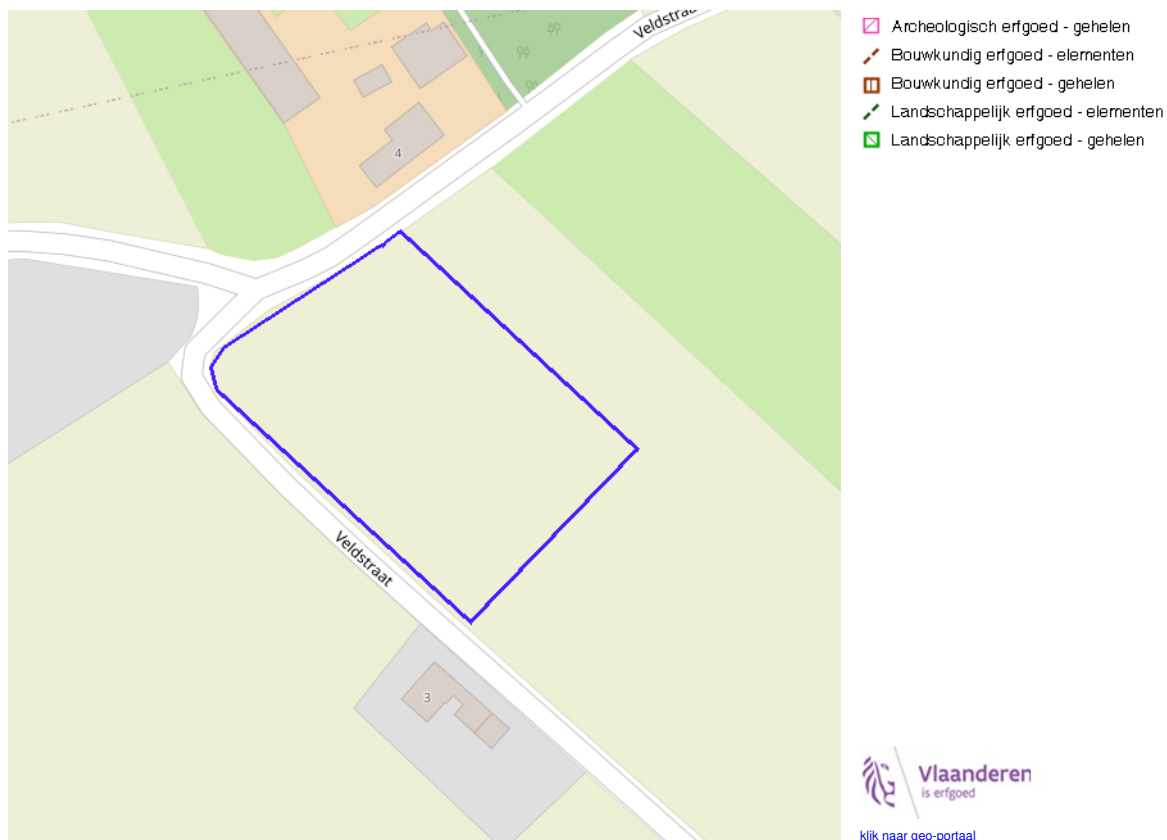 Veldstraat
4
Veldstraat
3
Archeologisch erfgoed - gehelen
Bouwkundig erfgoed - elementen
Bouwkundig erfgoed - gehelen
Landschappelijk erfgoed - elementen
Landschappelijk erfgoed - gehelen
Vlaanderen
is erfgoed
klik naar geo-portaal